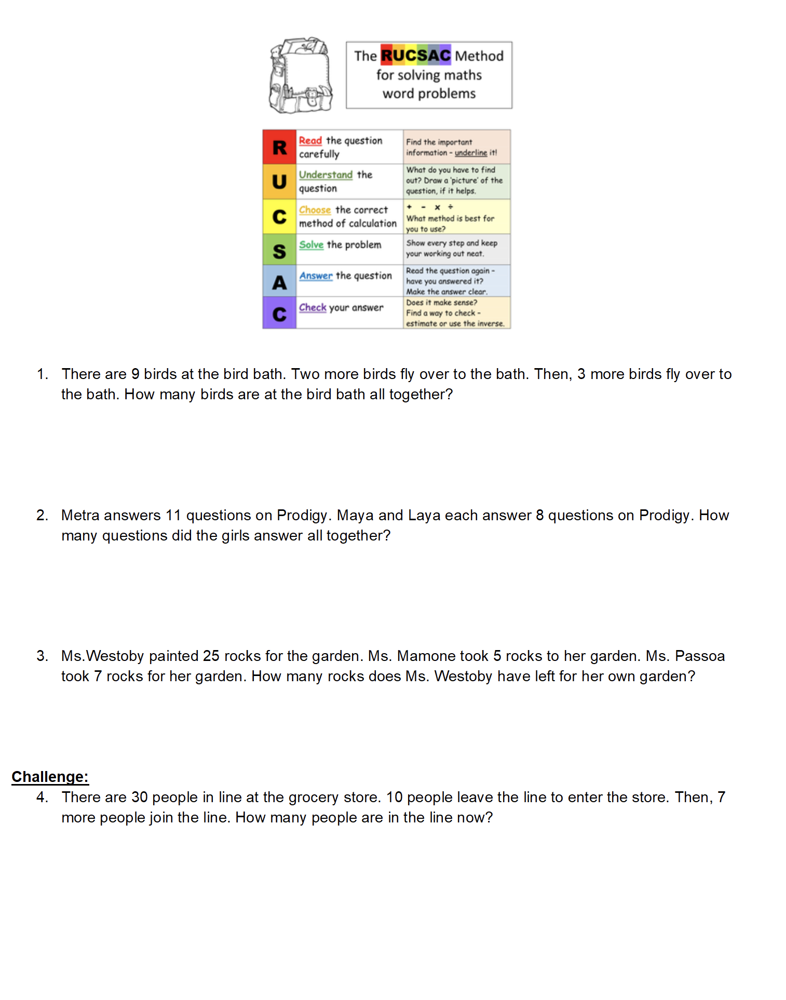 The RUCSAC Method
for solving maths
word problems
R
Read the question
carefully
Find the important
information - underline it!
U
Understand the
question
What do you have to find
out? Draw a 'picture' of the
question, if it helps.
C
Choose the correct
method of calculation
+ - x ÷
What method is best for
you to use?
S
Solve the problem
Show every step and keep
your working out neat.
A
Answer the question
Read the question again -
have you answered it?
Make the answer clear.
C
Check your answer
Does it make sense?
Find a way to check -
estimate or use the inverse.
1. There are 9 birds at the bird bath. Two more birds fly over to the bath. Then, 3 more birds fly over to
the bath. How many birds are at the bird bath all together?
2. Metra answers 11 questions on Prodigy. Maya and Laya each answer 8 questions on Prodigy. How
many questions did the girls answer all together?
3. Ms.Westoby painted 25 rocks for the garden. Ms. Mamone took 5 rocks to her garden. Ms. Passoa
took 7 rocks for her garden. How many rocks does Ms. Westoby have left for her own garden?
Challenge:
4. There are 30 people in line at the grocery store. 10 people leave the line to enter the store. Then, 7
more people join the line. How many people are in the line now?